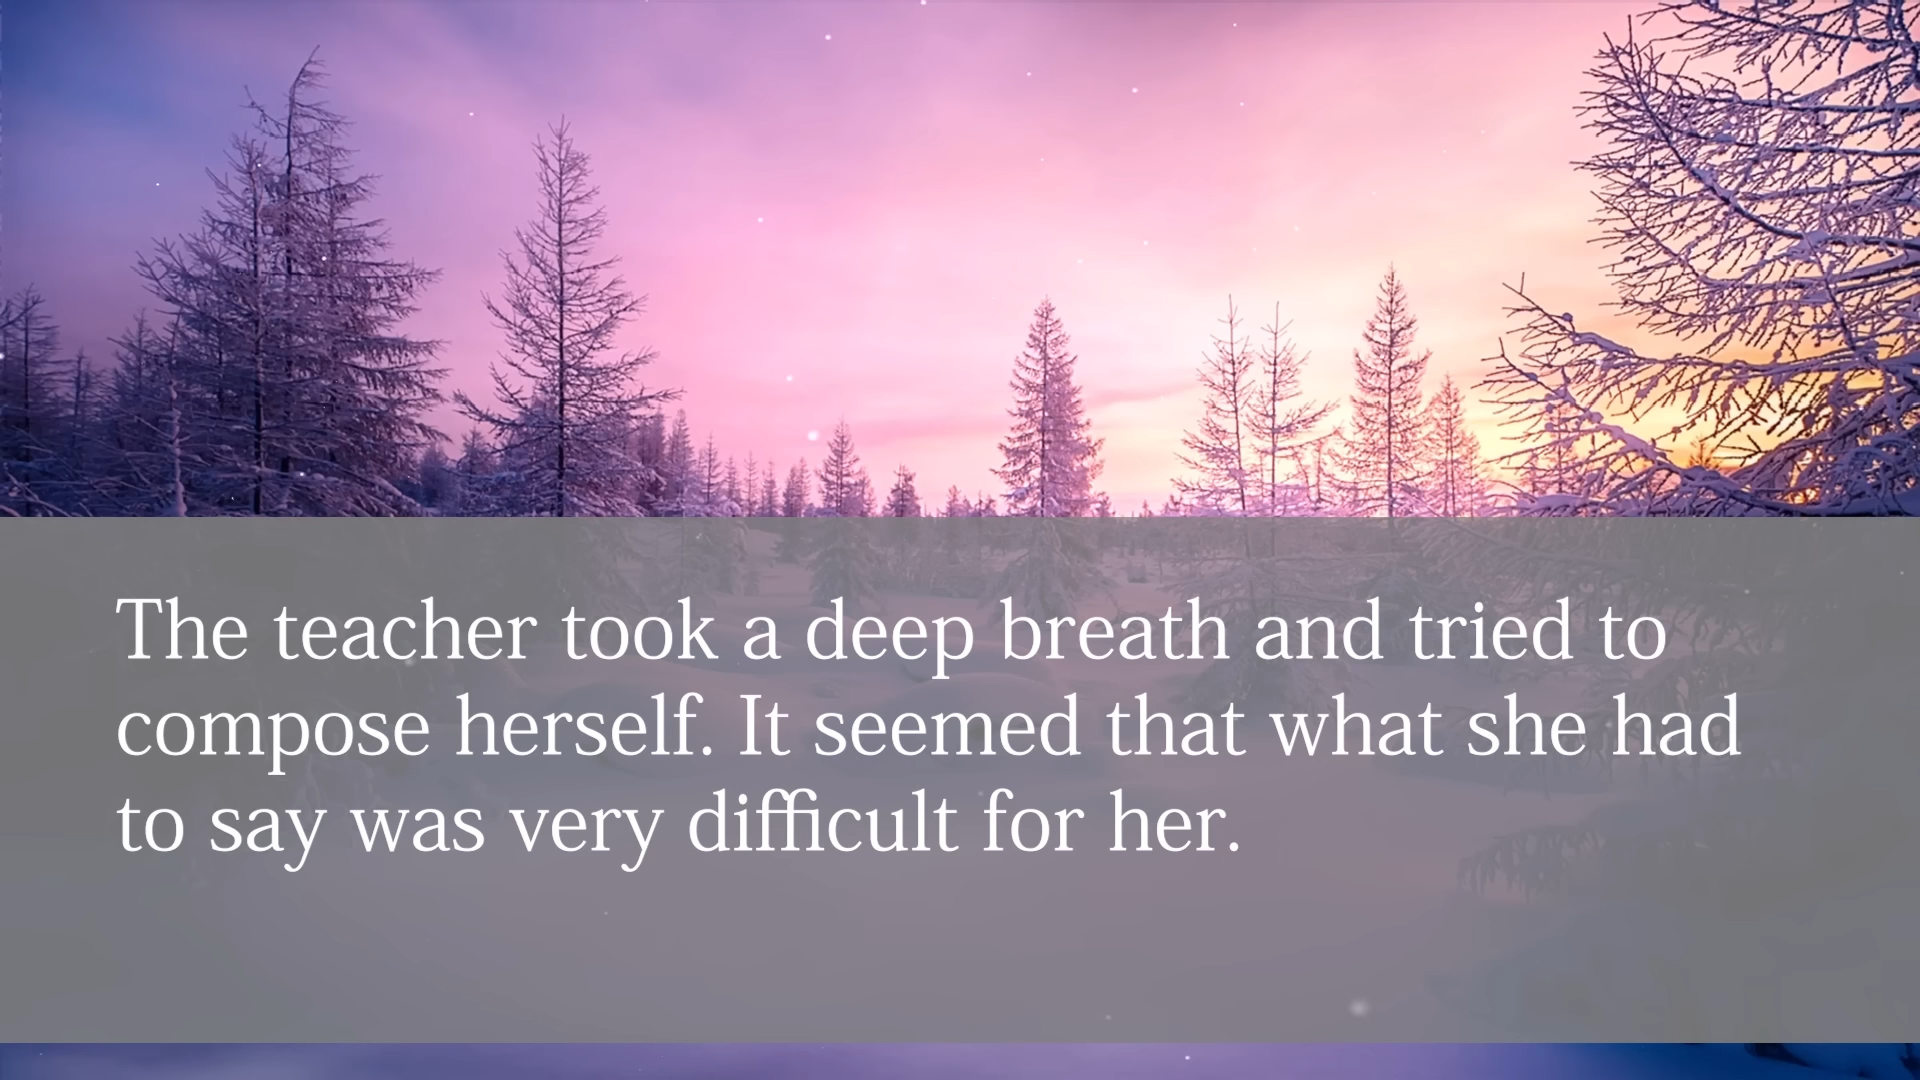 The teacher took a deep breath and tried to
compose herself. It seemed that what she had
to say was very difficult for her.